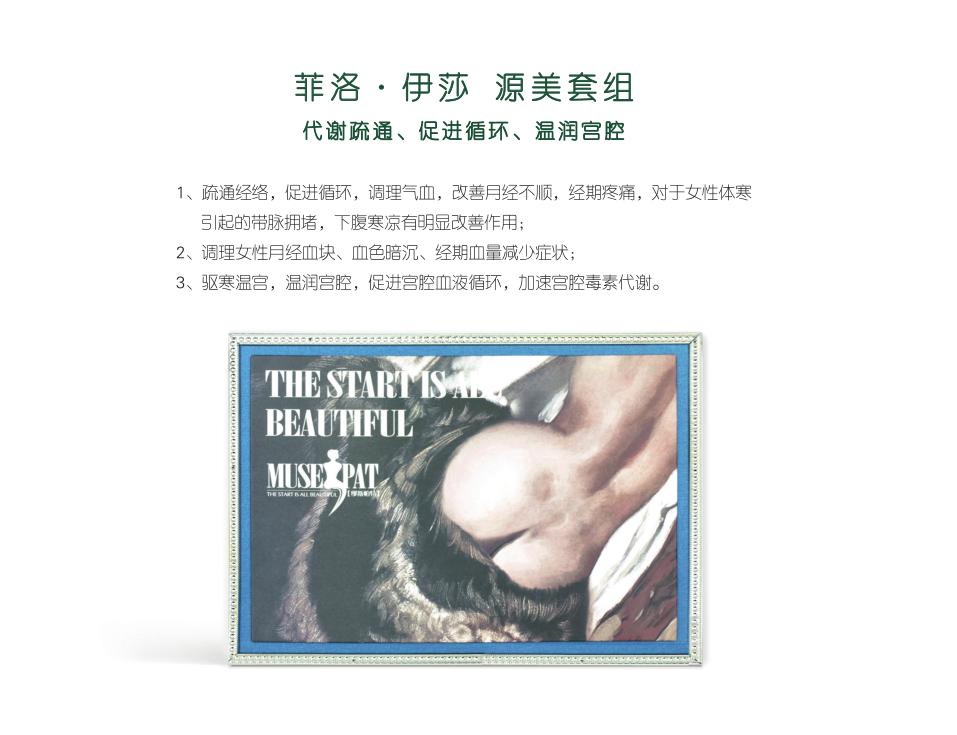 菲洛·伊莎 源美套组
代谢疏通、促进循环、温润宫腔
1、疏通经络，促进循环，调理气血，改善月经不顺，经期疼痛，对于女性体寒
引起的带脉拥堵，下腹寒凉有明显改善作用；
2、调理女性月经血块、血色暗沉、经期血量减少症状；
3、驱寒温宫，温润宫腔，促进宫腔血液循环，加速宫腔毒素代谢。
THE START IS ALL
BEAUTIFUL
MUSE PAT
THE START IS ALL BEAUTIFUL